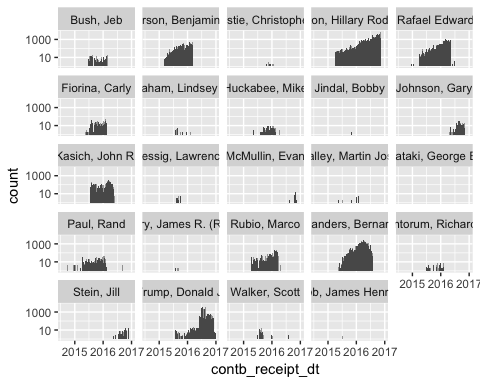 Bush, Jeb rson, Benjamin stie, Christophe on, Hillary Rod Rafael Edward
1000
10
Fiorina, Carly aham, Lindsey Huckabee, Mike Jindal, Bobby Johnson, Gary
1000
10
Kasich, John R essig, Lawrenc McMullin, Evan alley, Martin Jos ataki, George E
1000
10
count
Paul, Rand ry, James R. (R Rubio, Marco anders, Bernar ntorum, Richard
1000
10
2015 2016 2017
Stein, Jill rump, Donald J Walker, Scott bb, James Henr
1000
10
2015 2016 2017 2015 2016 2017 2015 2016 2017 2015 2016 2017
contb_receipt_dt